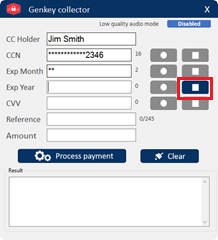 Genkey collector X
Low quality audio mode Disabled
CC Holder Jim Smith
CCN ************2346 16
Exp Month ** 2
Exp Year 0
CVV 0
Reference 0/245
Amount
Process payment Clear
Result